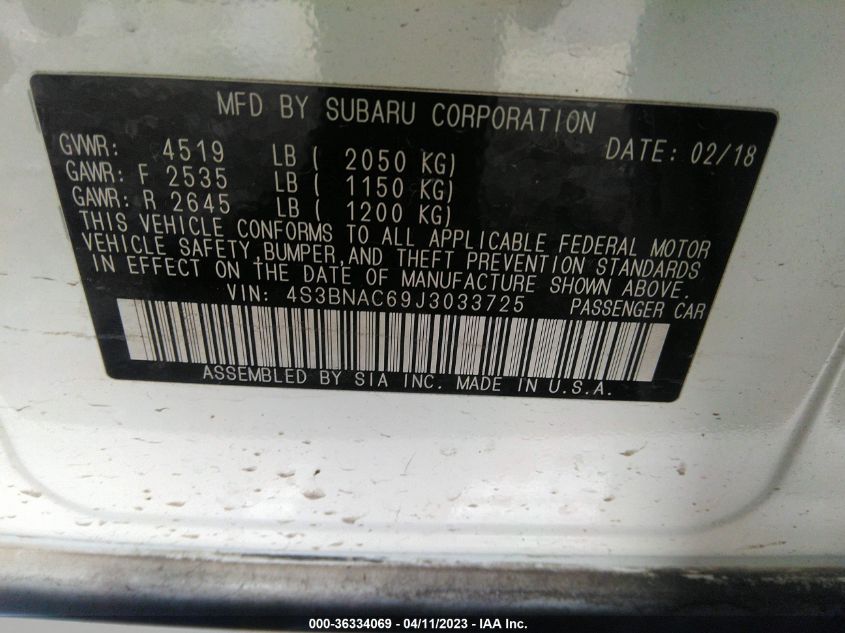 MFD BY SUBARU CORPORATION
GVWR: 4519 LB ( 2050 KG) DATE: 02/18
GAWR: F 2535 LB ( 1150 KG)
GAWR: R 2645 LB ( 1200 KG)
THIS VEHICLE CONFORMS TO ALL APPLICABLE FEDERAL MOTOR
VEHICLE SAFETY,BUMPER,AND THEFT PREVENTION STANDARDS
IN EFFECT ON THE DATE OF MANUFACTURE SHOWN ABOVE.
VIN: 4S3BNAC69J3033725 PASSENGER CAR
ASSEMBLED BY SIA INC. MADE IN U.S.A.
000-36334069 - 04/11/2023 - IAA Inc.